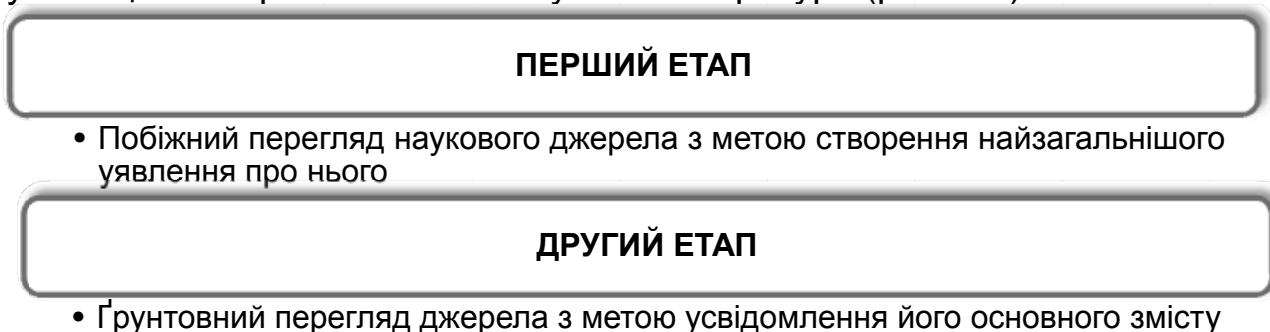 ПЕРШИЙ ЕТАП
• Побіжний перегляд наукового джерела з метою створення найзагальнішого
уявлення про нього
ДРУГИЙ ЕТАП
• Ґрунтовний перегляд джерела з метою усвідомлення його основного змісту